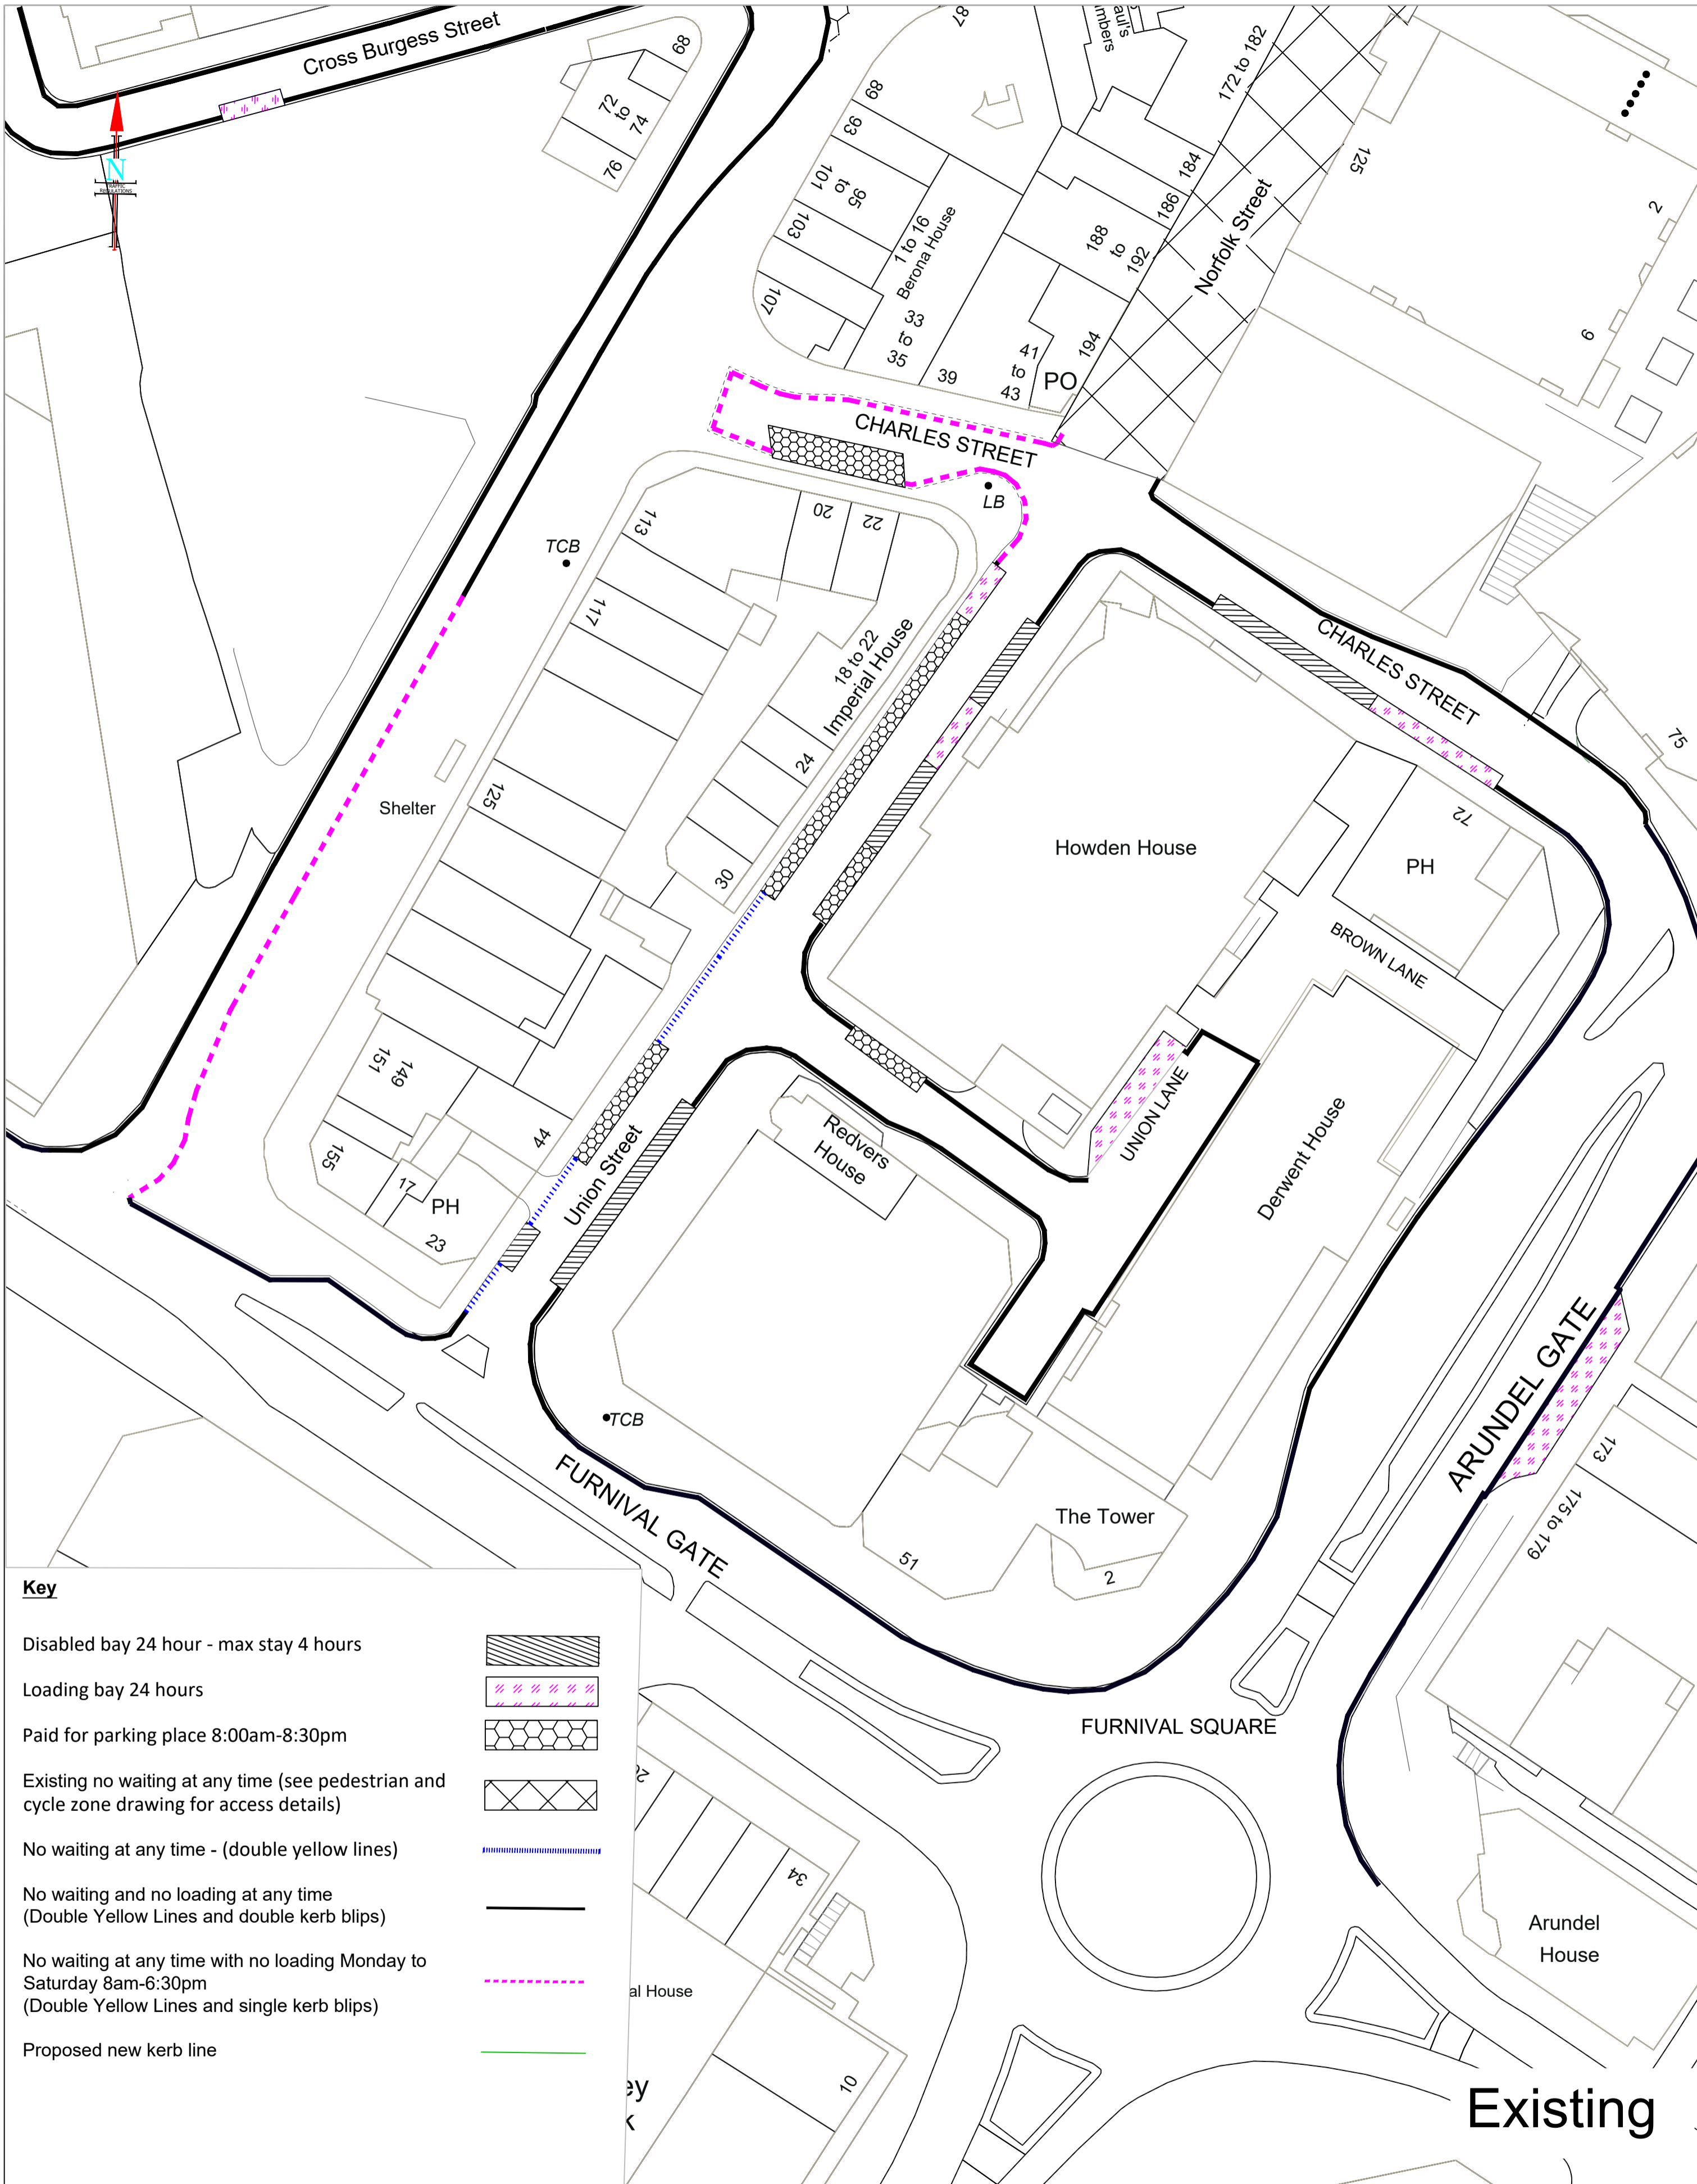 Cross Burgess Street
68
72
to
74
76
N
TRAFFIC
REGULATIONS
87
89
93
95
to
101
103
107
1 to 16
Berona House
33
to
35
39
41
to
43
PO
172 to 182
184
186
188
to
192
194
Norfolk Street
125
2
6
CHARLES STREET
LB
TCB
113
20
22
117
18 to 22
Imperial House
24
30
Shelter
125
CHARLES STREET
75
Howden House
72
PH
BROWN LANE
UNION LANE
Derwent House
149
151
155
17
PH
23
44
Union Street
Redvers
House
TCB
FURNIVAL GATE
51
The Tower
2
ARUNDEL GATE
173
175 to 179
FURNIVAL SQUARE
34
al House
10
Arundel
House
Key
Disabled bay 24 hour - max stay 4 hours
Loading bay 24 hours
Paid for parking place 8:00am-8:30pm
Existing no waiting at any time (see pedestrian and
cycle zone drawing for access details)
No waiting at any time - (double yellow lines)
No waiting and no loading at any time
(Double Yellow Lines and double kerb blips)
No waiting at any time with no loading Monday to
Saturday 8am-6:30pm
(Double Yellow Lines and single kerb blips)
Proposed new kerb line
Existing